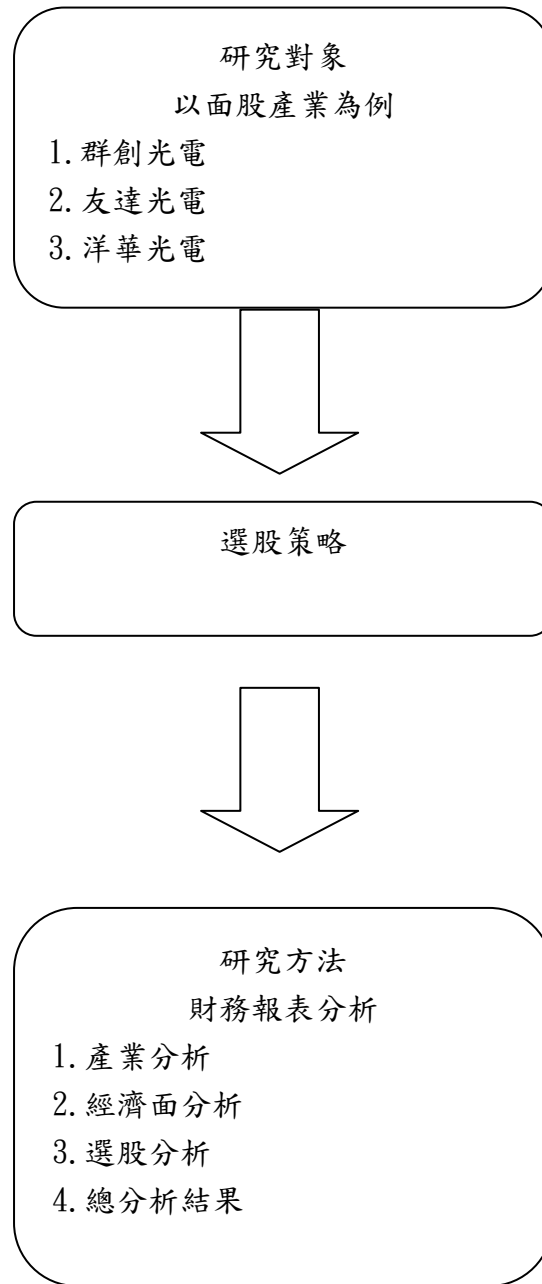 研究對象
以面股產業為例
1.群創光電
2.友達光電
3.洋華光電
選股策略
研究方法
財務報表分析
1.產業分析
2.經濟面分析
3.選股分析
4.總分析結果